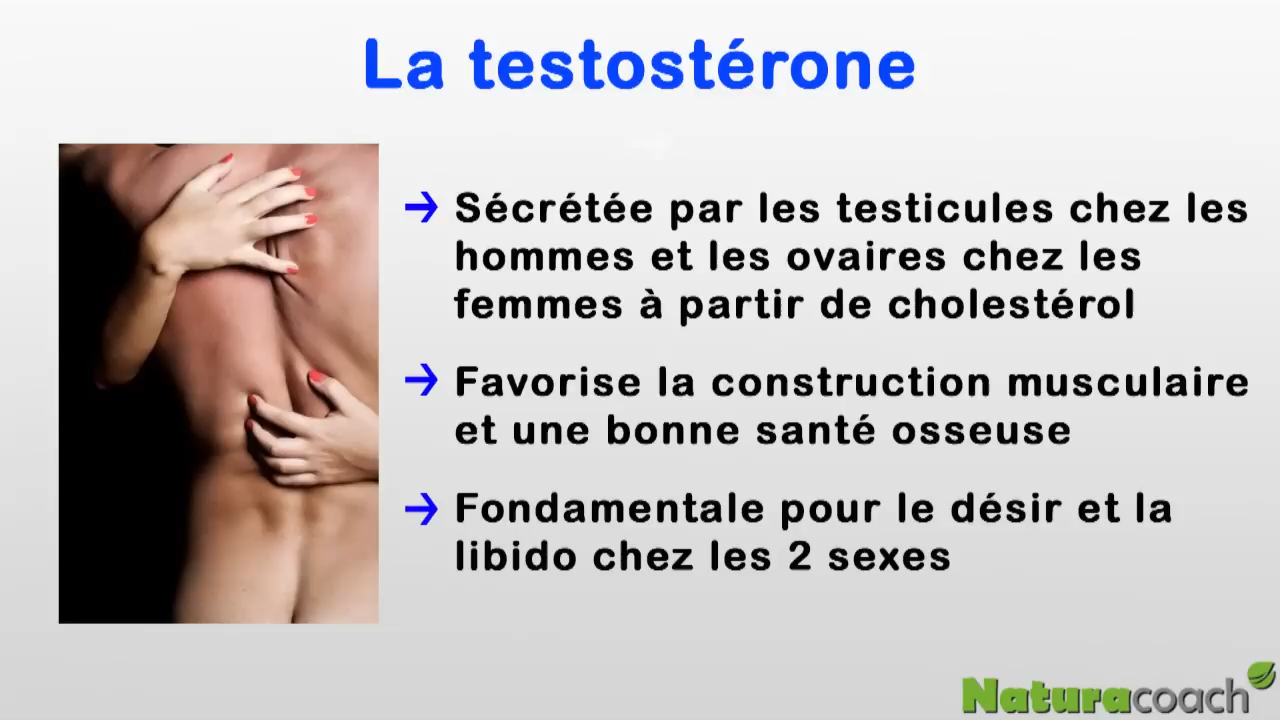 La testostérone
→ Sécrétée par les testicules chez les
hommes et les ovaires chez les
femmes à partir de cholestérol
→ Favorise la construction musculaire
et une bonne santé osseuse
→ Fondamentale pour le désir et la
libido chez les 2 sexes
Naturacoach